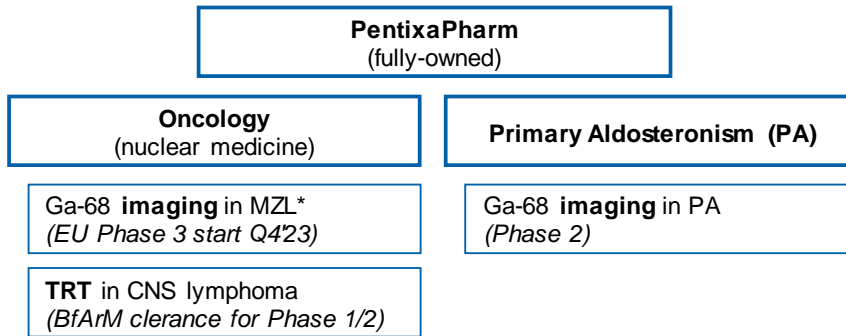 PentixaPharm
(fully-owned)
Oncology
(nuclear medicine)
Primary Aldosteronism (PA)
Ga-68 imaging in MZL*
(EU Phase 3 start Q4'23)
Ga-68 imaging in PA
(Phase 2)
TRT in CNS lymphoma
(BfArM clerance for Phase 1/2)